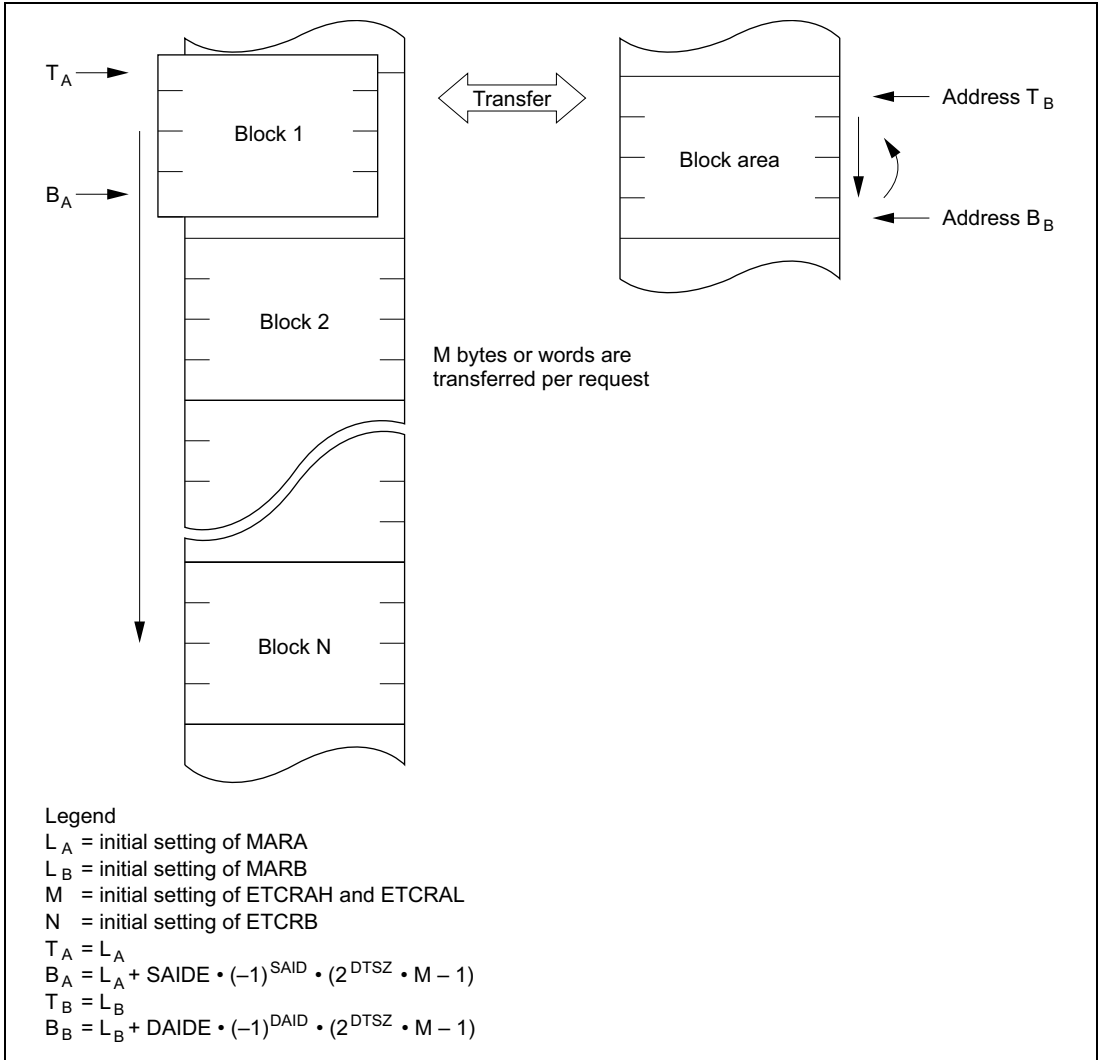 T_A
Block 1
Transfer
Address T_B
Block area
B_A
Address B_B
Block 2
M bytes or words are
transferred per request
Block N
Legend
L_A = initial setting of MARA
L_B = initial setting of MARB
M = initial setting of ETCRAH and ETCRAL
N = initial setting of ETCRB
T_A = L_A
B_A = L_A + SAIDE • (–1)^SAID • (2^DTSZ • M – 1)
T_B = L_B
B_B = L_B + DAIDE • (–1)^DAID • (2^DTSZ • M – 1)